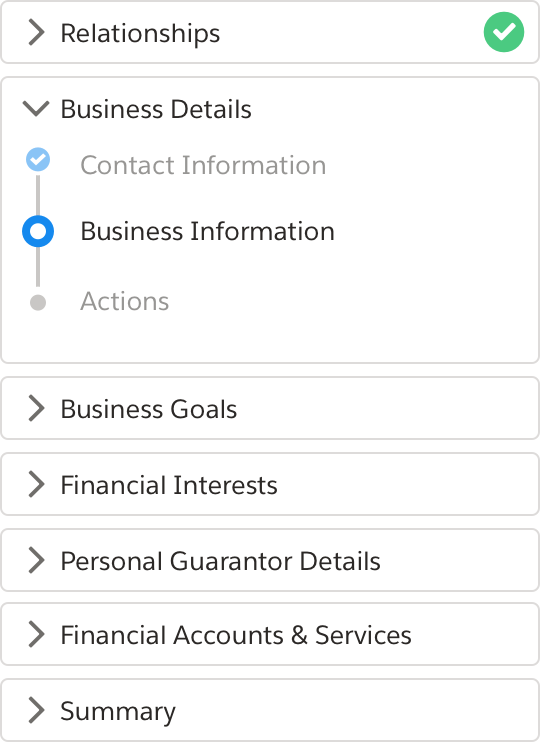 Relationships
Business Details
Contact Information
Business Information
Actions
Business Goals
Financial Interests
Personal Guarantor Details
Financial Accounts & Services
Summary